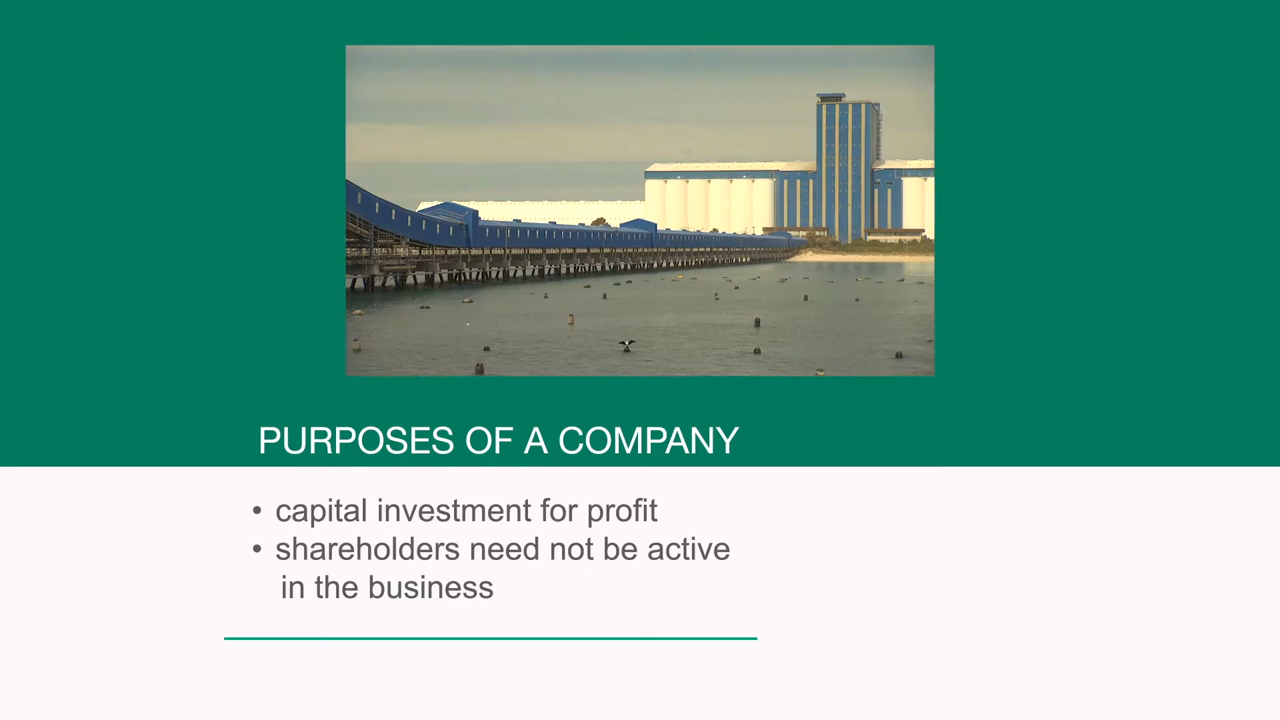 PURPOSES OF A COMPANY
• capital investment for profit
• shareholders need not be active
in the business